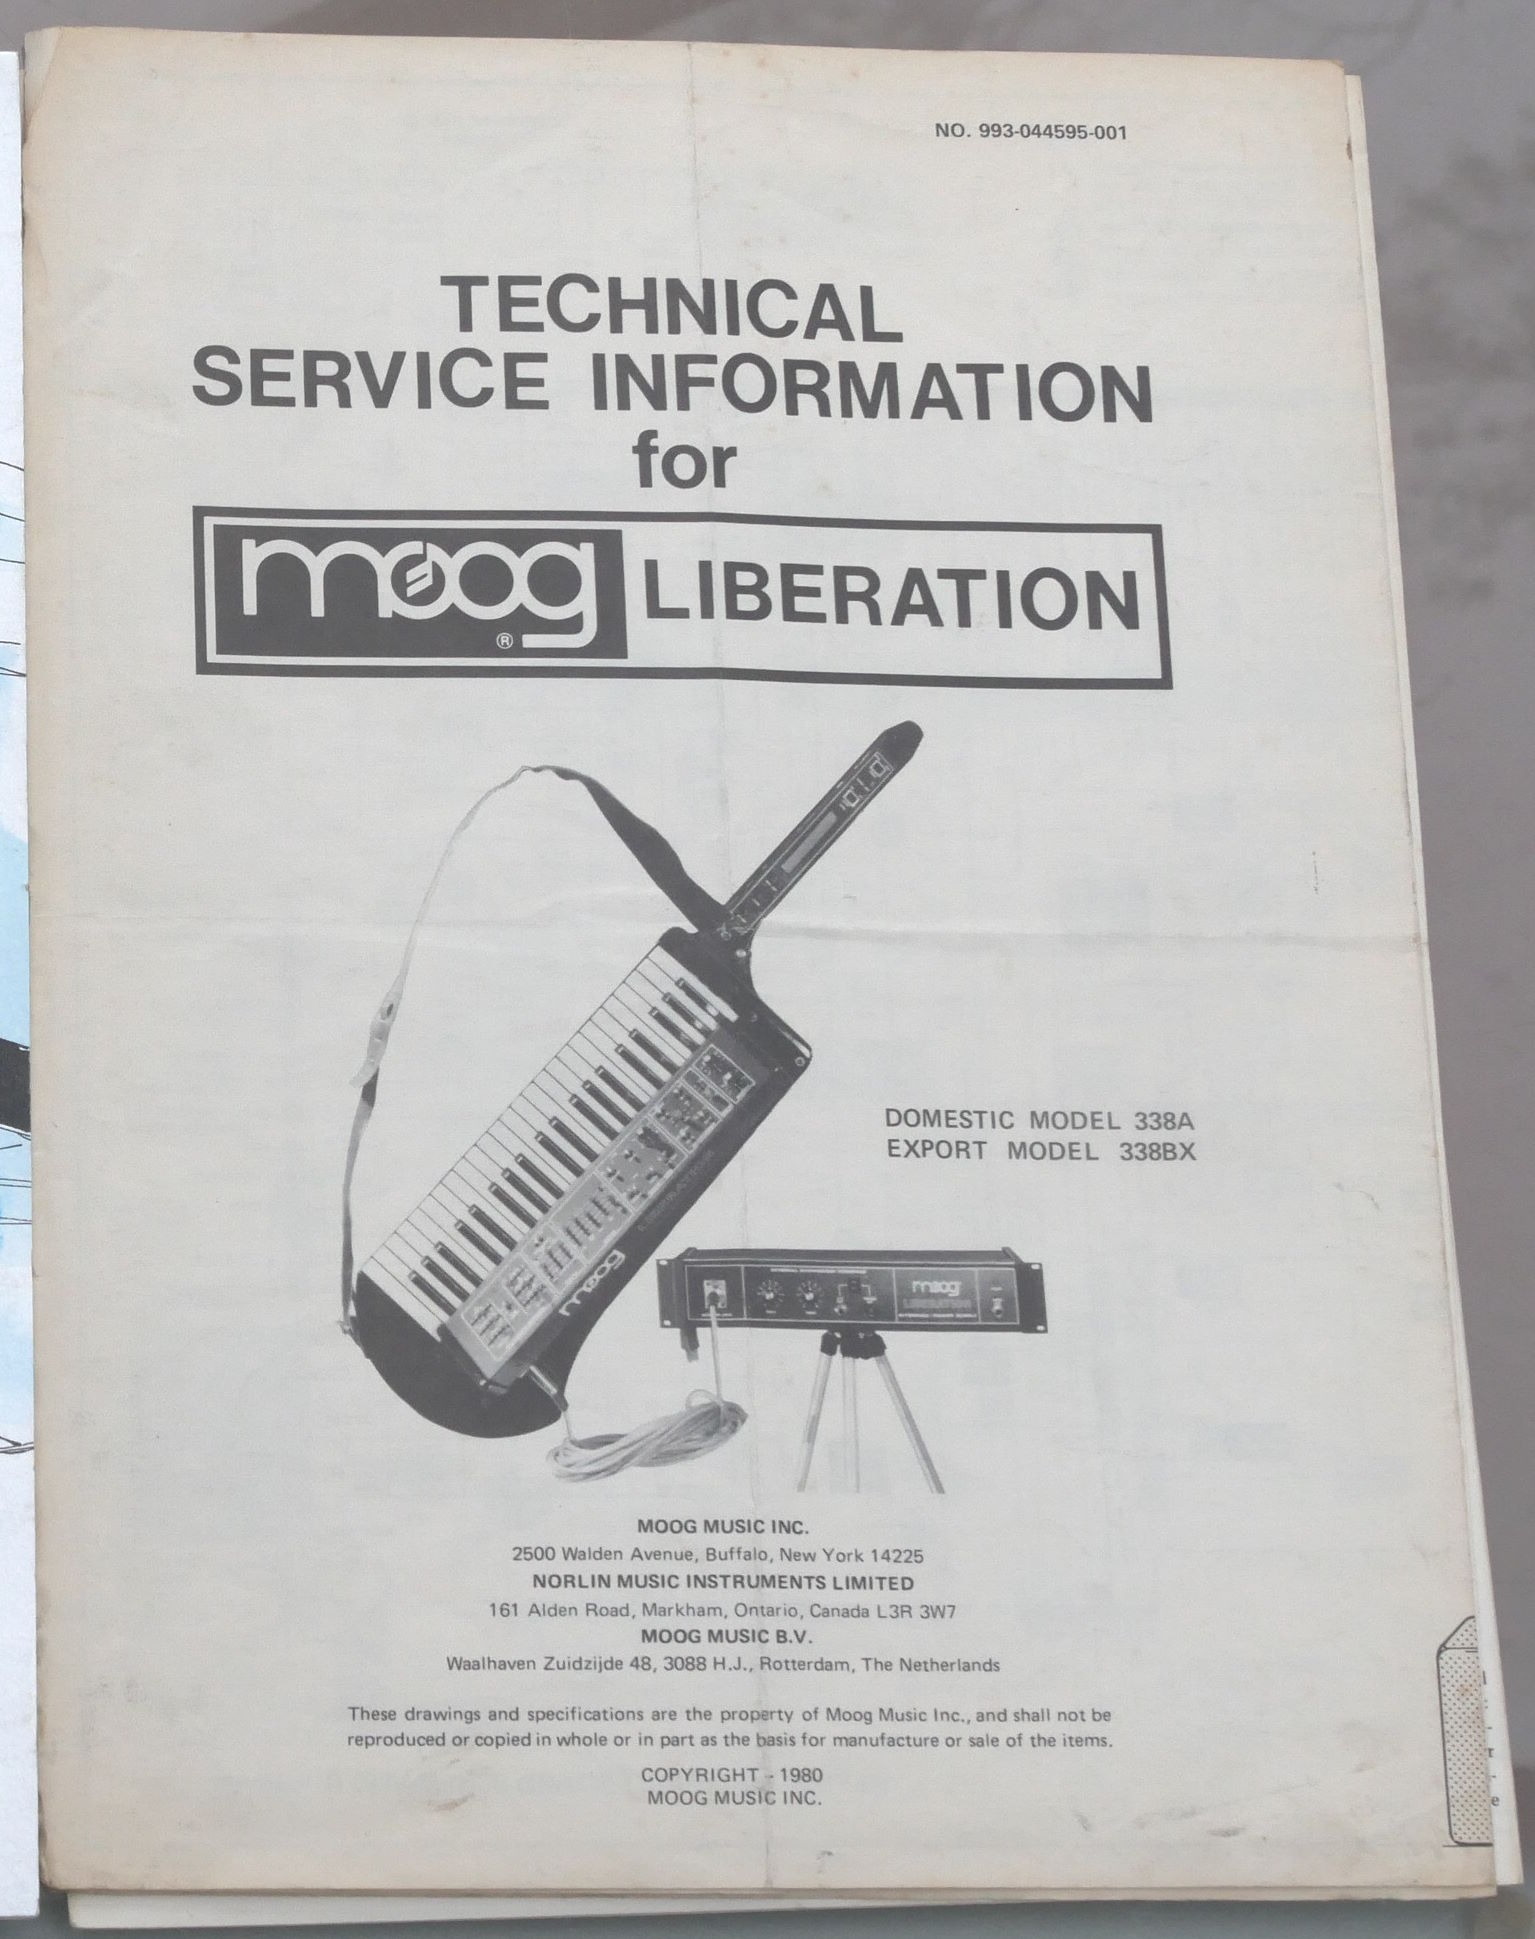 NO. 993-044595-001
TECHNICAL
SERVICE INFORMATION
for
moog ® LIBERATION
DOMESTIC MODEL 338A
EXPORT MODEL 338BX
moog
LIBERATION
moog
MOOG MUSIC INC.
2500 Walden Avenue, Buffalo, New York 14225
NORLIN MUSIC INSTRUMENTS LIMITED
161 Alden Road, Markham, Ontario, Canada L3R 3W7
MOOG MUSIC B.V.
Waalhaven Zuidzijde 48, 3088 H.J., Rotterdam, The Netherlands
These drawings and specifications are the property of Moog Music Inc., and shall not be
reproduced or copied in whole or in part as the basis for manufacture or sale of the items.
COPYRIGHT - 1980
MOOG MUSIC INC.